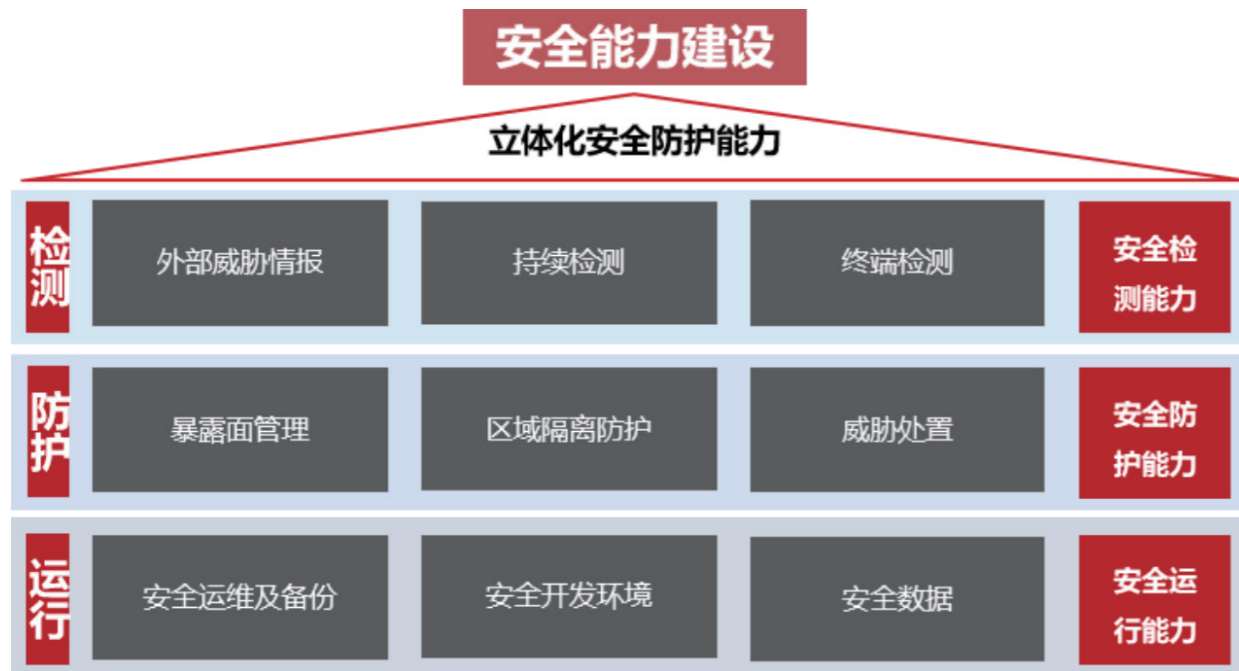 安全能力建设
立体化安全防护能力
检测
外部威胁情报
持续检测
终端检测
安全检
测能力
防护
暴露面管理
区域隔离防护
威胁处置
安全防
护能力
运行
安全运维及备份
安全开发环境
安全数据
安全运
行能力